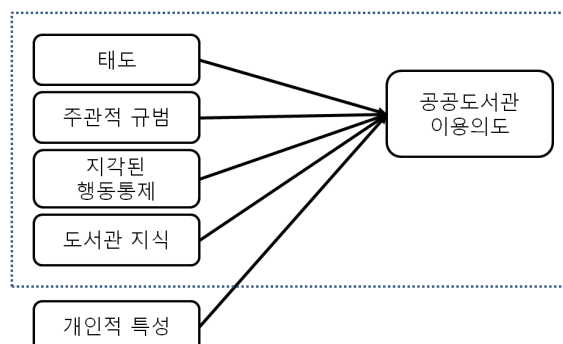 태도
주관적 규범
지각된
행동통제
도서관 지식
개인적 특성
공공도서관
이용의도